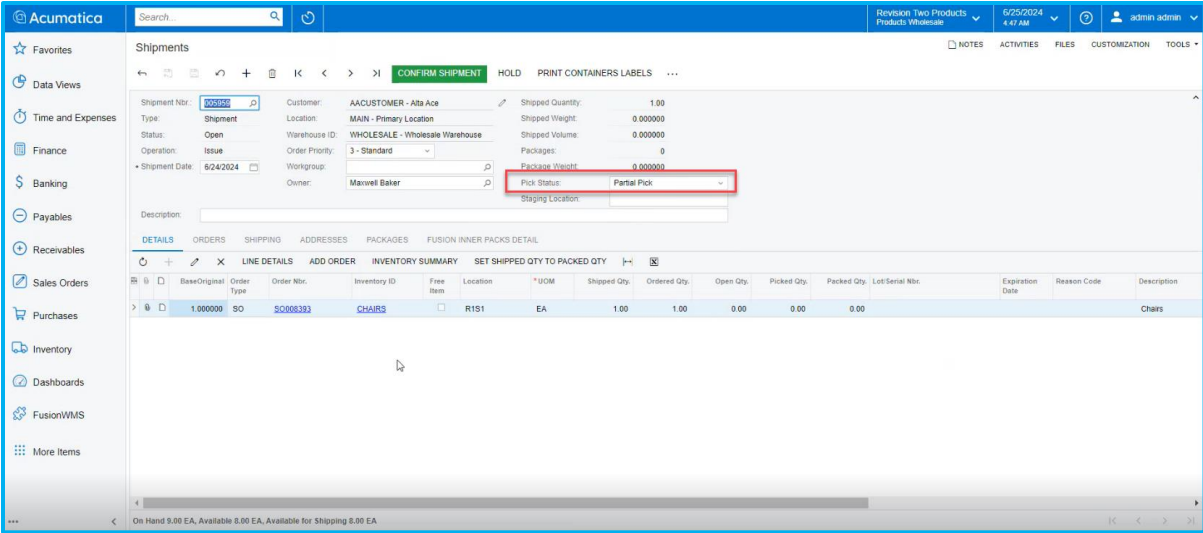 Acumatica
Search...
Revision Two Products
Products Wholesale
6/25/2024
4:47 AM
admin admin
Favorites
Data Views
Time and Expenses
Finance
Banking
Payables
Receivables
Sales Orders
Purchases
Inventory
Dashboards
FusionWMS
More Items
Shipments
NOTES ACTIVITIES FILES CUSTOMIZATION TOOLS
CONFIRM SHIPMENT HOLD PRINT CONTAINERS LABELS ...
Shipment Nbr.: 005959 Customer: AACUSTOMER - Alta Ace Shipped Quantity: 1.00
Type: Shipment Location: MAIN - Primary Location Shipped Weight: 0.000000
Status: Open Warehouse ID: WHOLESALE - Wholesale Warehouse Shipped Volume: 0.000000
Operation: Issue Order Priority: 3 - Standard Packages: 0
* Shipment Date: 6/24/2024 Workgroup: Package Weight: 0.000000
Owner: Maxwell Baker Pick Status: Partial Pick
Staging Location:
Description:
DETAILS ORDERS SHIPPING ADDRESSES PACKAGES FUSION INNER PACKS DETAIL
LINE DETAILS ADD ORDER INVENTORY SUMMARY SET SHIPPED QTY TO PACKED QTY
BaseOriginal Order Type Order Nbr. Inventory ID Free Item Location *UOM Shipped Qty. Ordered Qty. Open Qty. Picked Qty. Packed Qty. Lot/Serial Nbr. Expiration Date Reason Code Description
1.000000 SO SO008393 CHAIRS R1S1 EA 1.00 1.00 0.00 0.00 0.00 Chairs
On Hand 9.00 EA, Available 8.00 EA, Available for Shipping 8.00 EA